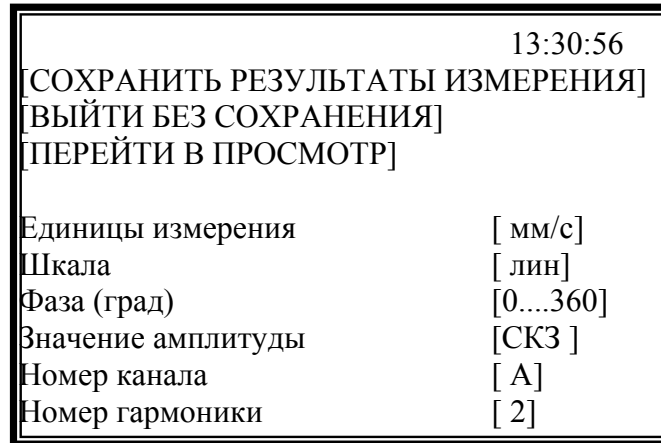 13:30:56
[СОХРАНИТЬ РЕЗУЛЬТАТЫ ИЗМЕРЕНИЯ]
[ВЫЙТИ БЕЗ СОХРАНЕНИЯ]
[ПЕРЕЙТИ В ПРОСМОТР]
Единицы измерения [ мм/с]
Шкала [ лин]
Фаза (град) [0....360]
Значение амплитуды [СКЗ ]
Номер канала [ А]
Номер гармоники [ 2]